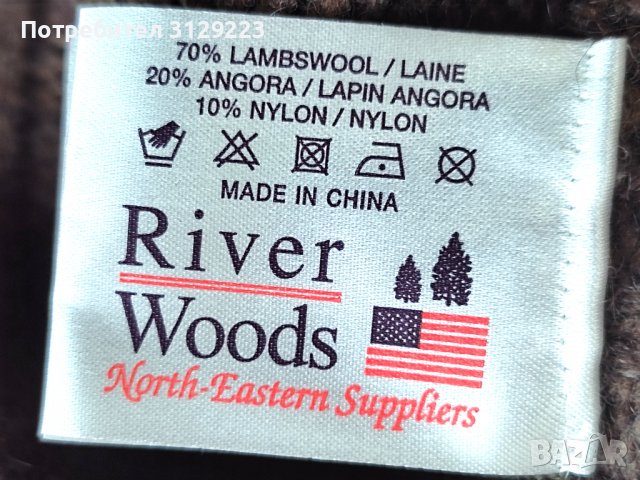 Потребител 3129223
70% LAMBSWOOL / LAINE
20% ANGORA / LAPIN ANGORA
10% NYLON / NYLON
MADE IN CHINA
River
Woods
North-Eastern Suppliers
BAZAR